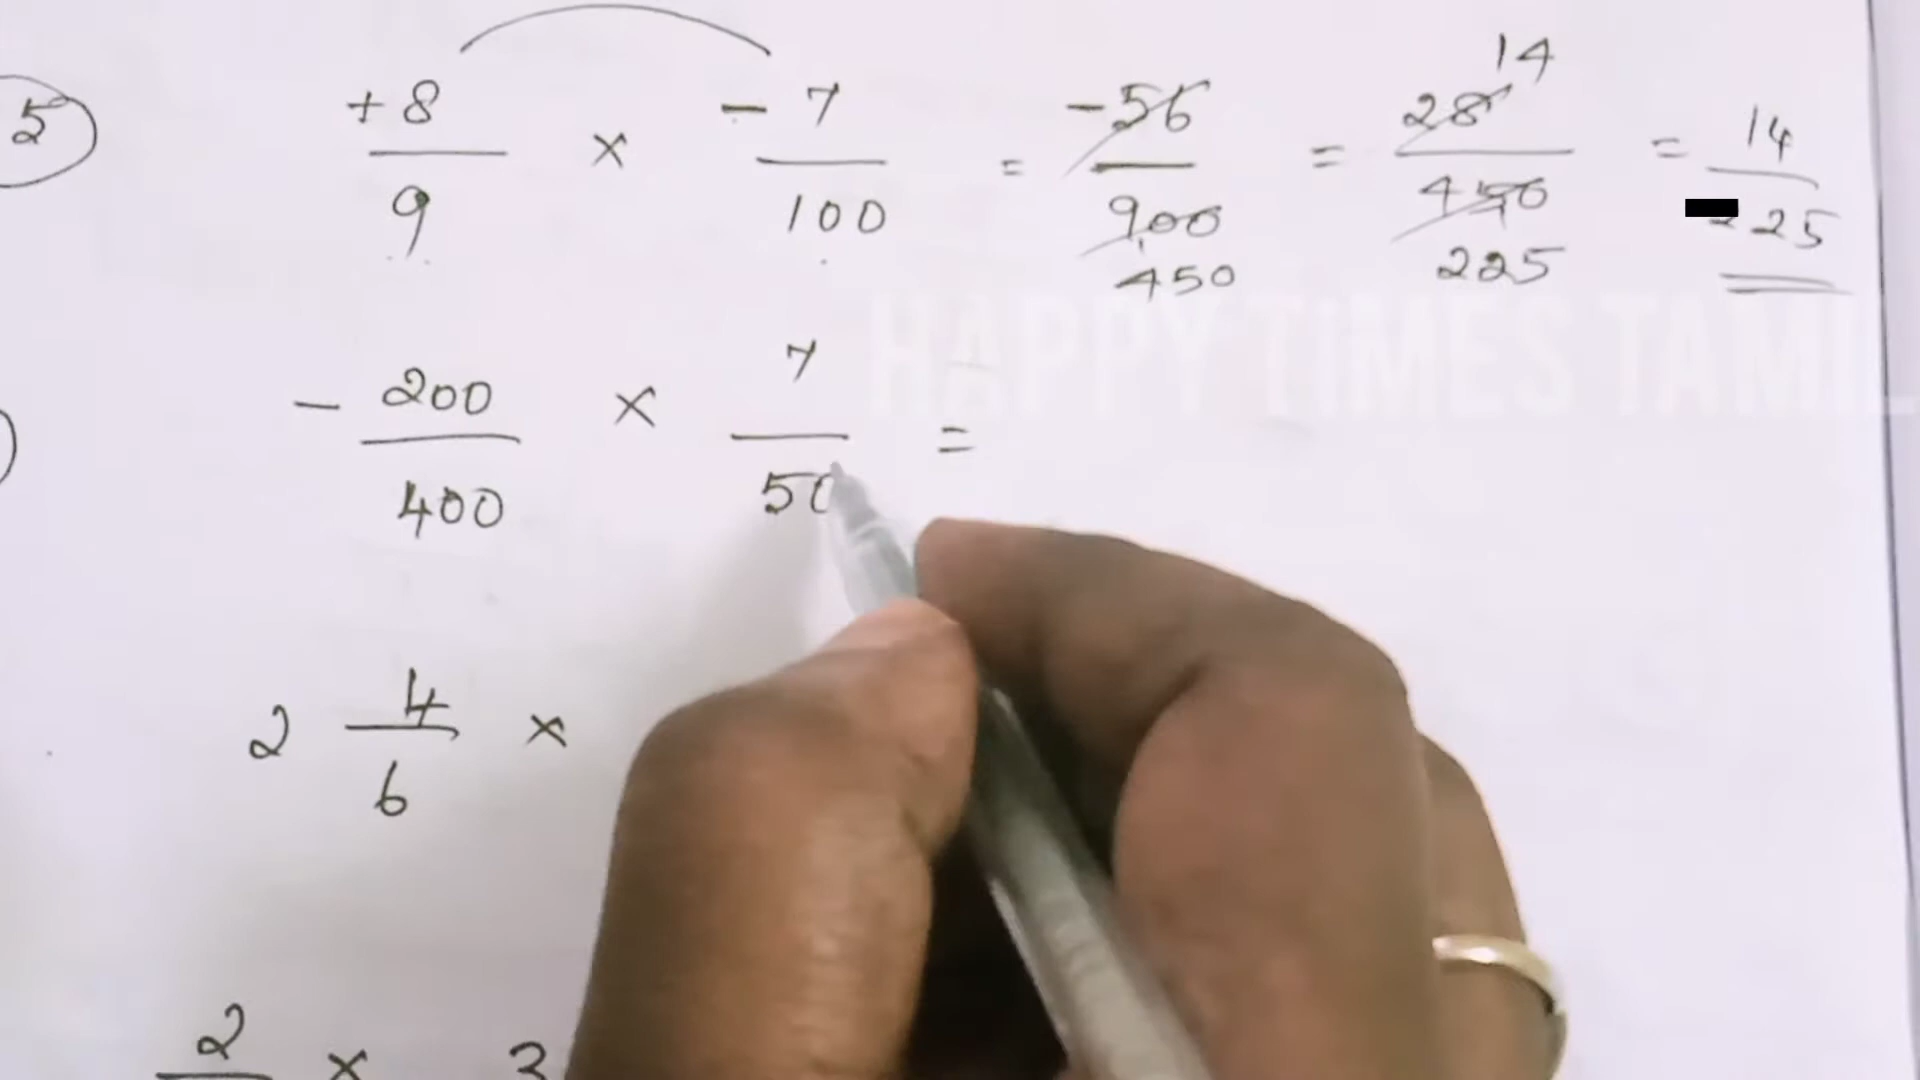 5 +8/9 × -7/100 = -56/900 450 = 28 14/450 225 = 14/225
-200/400 × 7/50 =
2 4/6 ×
2 × 3
HAPPY TIMES TAMIL